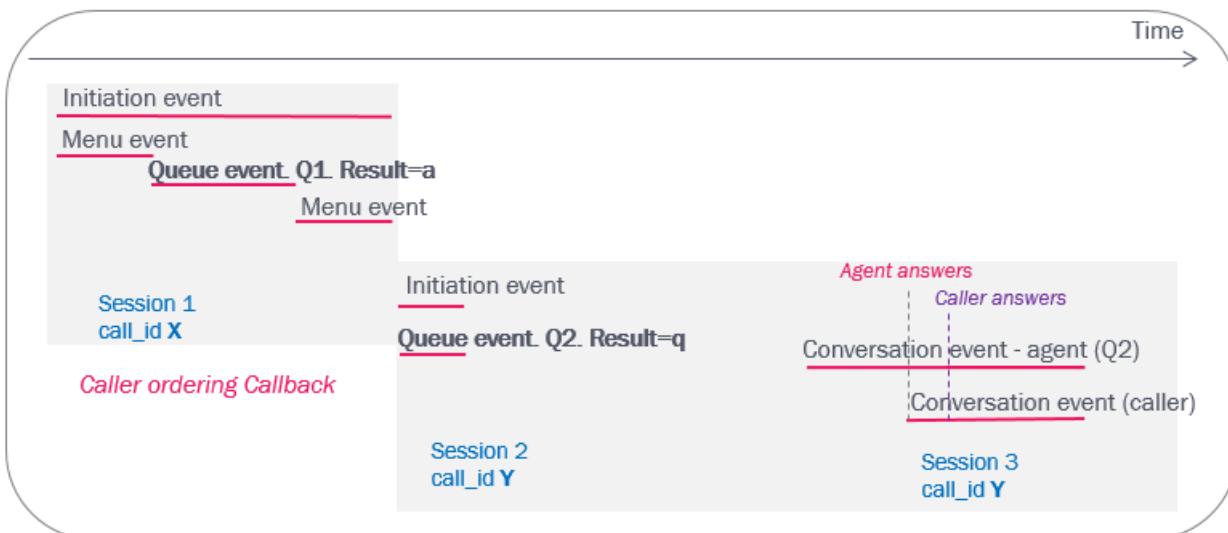 Time
Initiation event
Menu event
Queue event. Q1. Result=a
Menu event
Session 1
call_id X
Caller ordering Callback
Initiation event
Queue event. Q2. Result=q
Session 2
call_id Y
Agent answers
Caller answers
Conversation event - agent (Q2)
Conversation event (caller)
Session 3
call_id Y